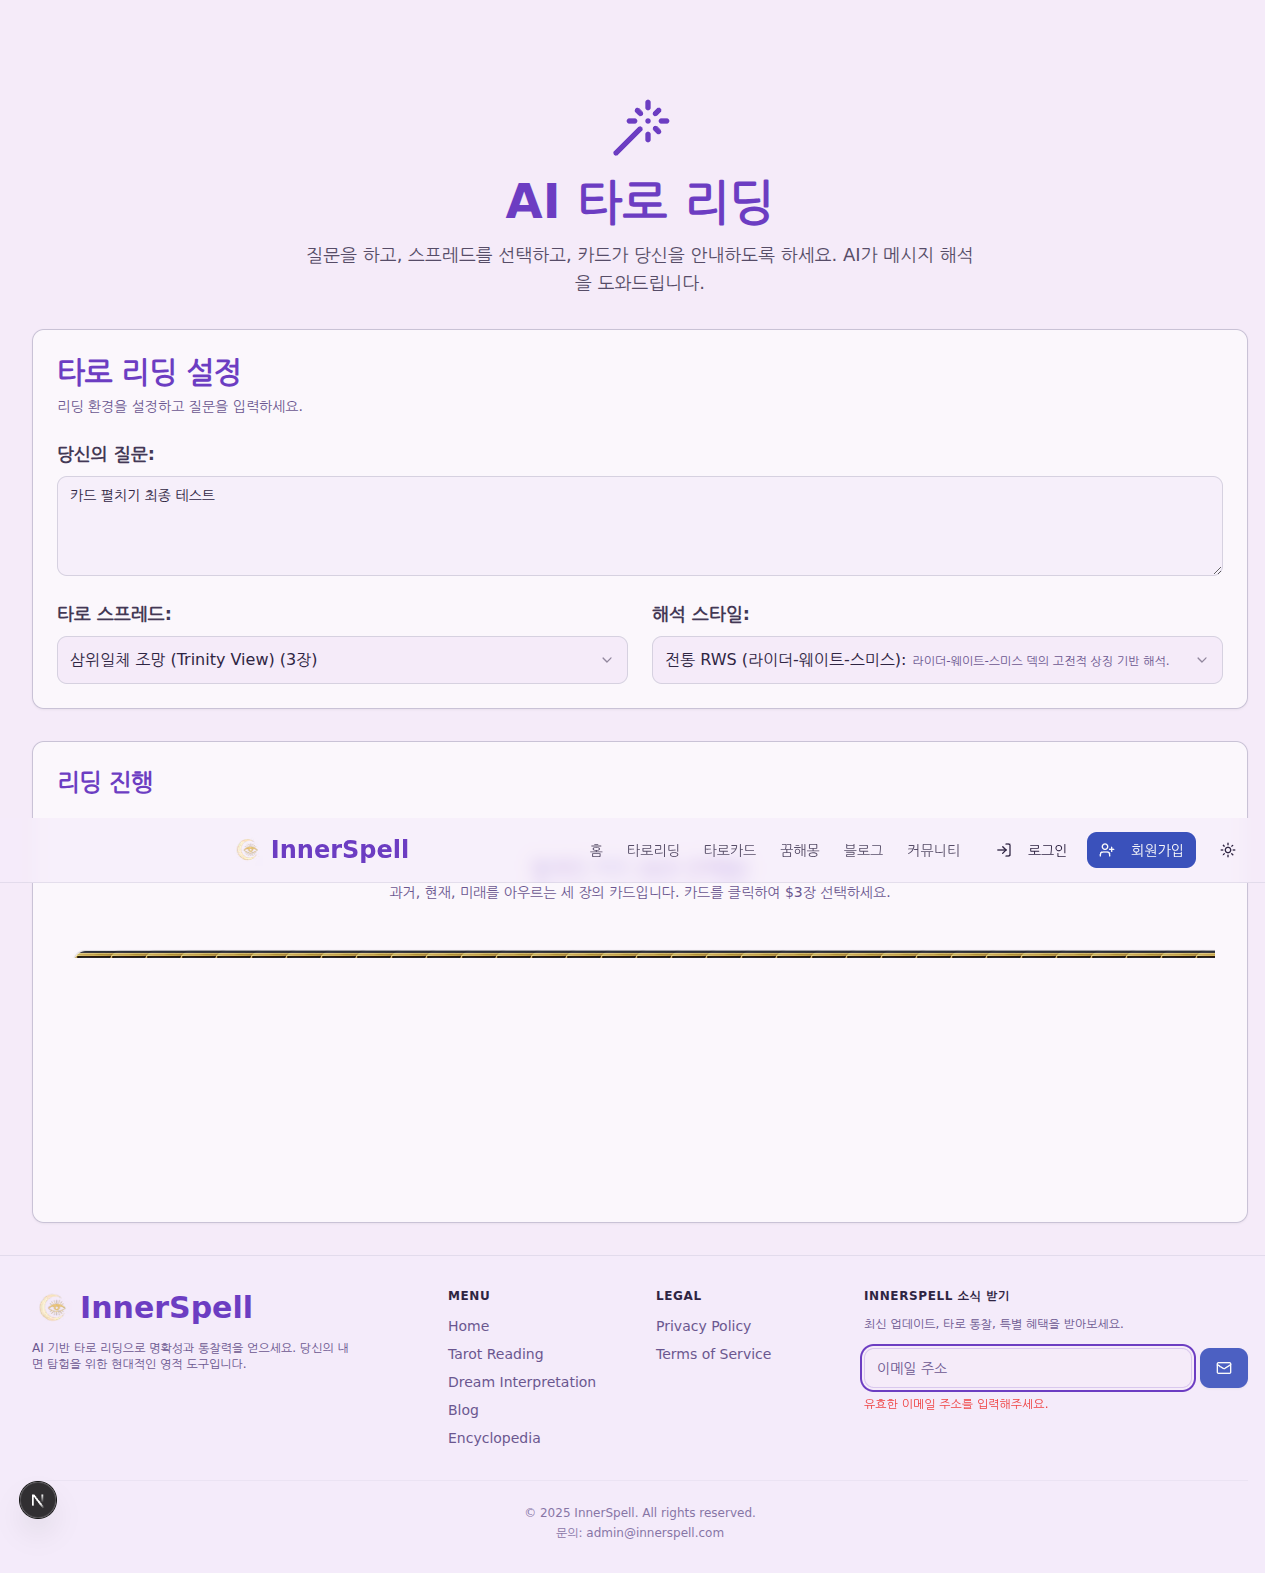 AI 타로 리딩
질문을 하고, 스프레드를 선택하고, 카드가 당신을 안내하도록 하세요. AI가 메시지 해석
을 도와드립니다.
타로 리딩 설정
리딩 환경을 설정하고 질문을 입력하세요.
당신의 질문:
카드 펼치기 최종 테스트
타로 스프레드:
해석 스타일:
삼위일체 조망 (Trinity View) (3장)
전통 RWS (라이더-웨이트-스미스): 라이더-웨이트-스미스 덱의 고전적 상징 기반 해석.
리딩 진행
InnerSpell
홈 타로리딩 타로카드 꿈해몽 블로그 커뮤니티 로그인 회원가입
과거, 현재, 미래를 아우르는 세 장의 카드입니다. 카드를 클릭하여 $3장 선택하세요.
InnerSpell
AI 기반 타로 리딩으로 명확성과 통찰력을 얻으세요. 당신의 내
면 탐험을 위한 현대적인 영적 도구입니다.
MENU
Home
Tarot Reading
Dream Interpretation
Blog
Encyclopedia
LEGAL
Privacy Policy
Terms of Service
INNERSPELL 소식 받기
최신 업데이트, 타로 통찰, 특별 혜택을 받아보세요.
이메일 주소
유효한 이메일 주소를 입력해주세요.
N
© 2025 InnerSpell. All rights reserved.
문의: admin@innerspell.com